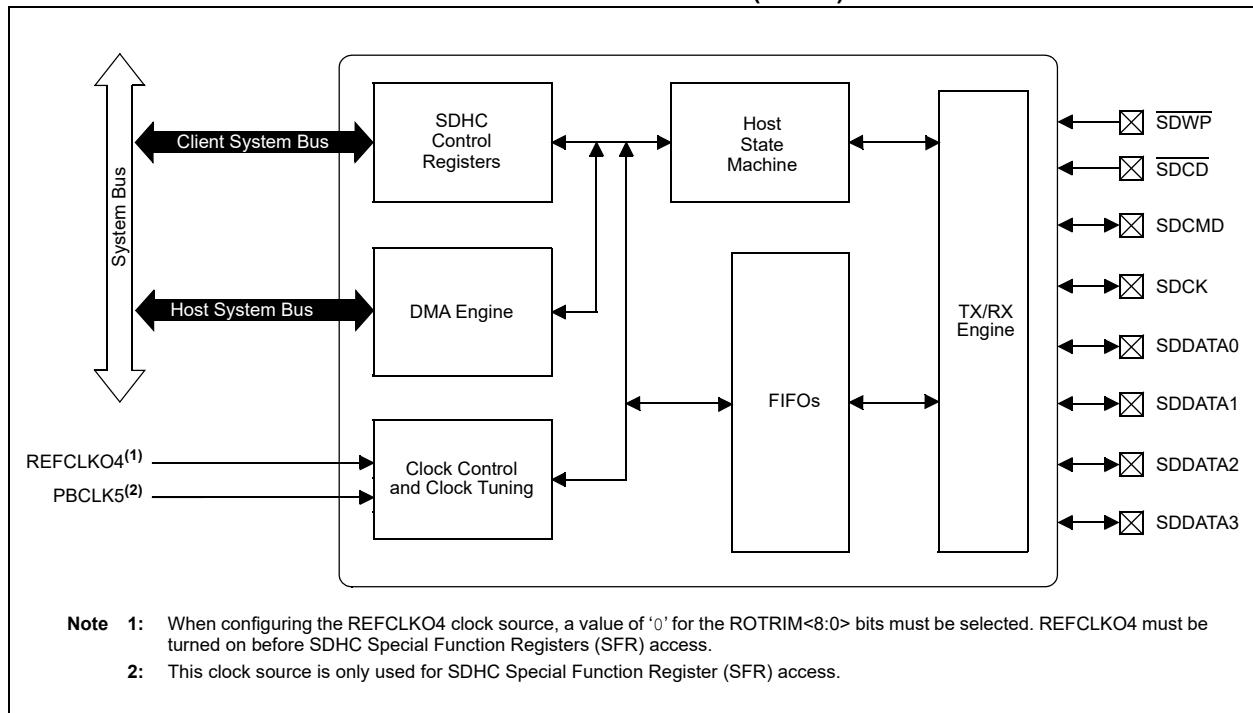 System Bus
Client System Bus
Host System Bus
SDHC
Control
Registers
DMA Engine
Clock Control
and Clock Tuning
Host
State
Machine
FIFOs
TX/RX
Engine
REFCLKO4(1)
PBCLK5(2)
SDWP
SDCD
SDCMD
SDCK
SDDATA0
SDDATA1
SDDATA2
SDDATA3
Note 1: When configuring the REFCLKO4 clock source, a value of ‘0’ for the ROTRIM<8:0> bits must be selected. REFCLKO4 must be
turned on before SDHC Special Function Registers (SFR) access.
2: This clock source is only used for SDHC Special Function Register (SFR) access.